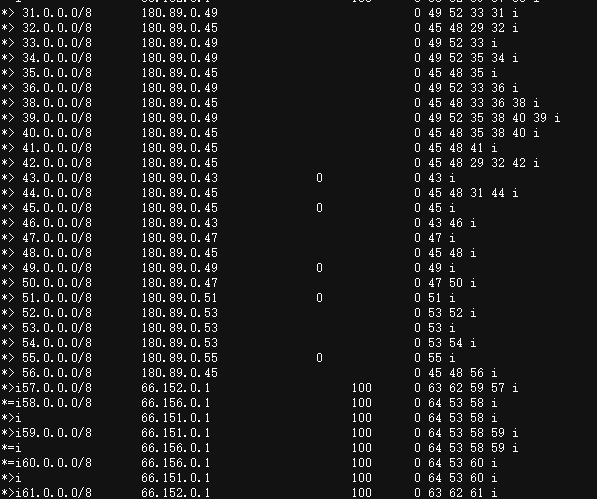 *> 31.0.0.0/8 180.89.0.49 0 49 52 33 31 i
*> 32.0.0.0/8 180.89.0.45 0 45 48 29 32 i
*> 33.0.0.0/8 180.89.0.49 0 49 52 33 i
*> 34.0.0.0/8 180.89.0.49 0 49 52 35 34 i
*> 35.0.0.0/8 180.89.0.45 0 45 48 35 i
*> 36.0.0.0/8 180.89.0.49 0 49 52 33 36 i
*> 38.0.0.0/8 180.89.0.45 0 45 48 33 36 38 i
*> 39.0.0.0/8 180.89.0.49 0 49 52 35 38 40 39 i
*> 40.0.0.0/8 180.89.0.45 0 45 48 35 38 40 i
*> 41.0.0.0/8 180.89.0.45 0 45 48 41 i
*> 42.0.0.0/8 180.89.0.45 0 45 48 29 32 42 i
*> 43.0.0.0/8 180.89.0.43 0 0 43 i
*> 44.0.0.0/8 180.89.0.45 0 45 48 31 44 i
*> 45.0.0.0/8 180.89.0.45 0 0 45 i
*> 46.0.0.0/8 180.89.0.43 0 43 46 i
*> 47.0.0.0/8 180.89.0.47 0 47 i
*> 48.0.0.0/8 180.89.0.45 0 45 48 i
*> 49.0.0.0/8 180.89.0.49 0 0 49 i
*> 50.0.0.0/8 180.89.0.47 0 47 50 i
*> 51.0.0.0/8 180.89.0.51 0 0 51 i
*> 52.0.0.0/8 180.89.0.53 0 53 52 i
*> 53.0.0.0/8 180.89.0.53 0 53 i
*> 54.0.0.0/8 180.89.0.53 0 53 54 i
*> 55.0.0.0/8 180.89.0.55 0 0 55 i
*> 56.0.0.0/8 180.89.0.45 0 45 48 56 i
*>i57.0.0.0/8 66.152.0.1 100 0 63 62 59 57 i
*=i58.0.0.0/8 66.156.0.1 100 0 64 53 58 i
*>i 66.151.0.1 100 0 64 53 58 i
*>i59.0.0.0/8 66.151.0.1 100 0 64 53 58 59 i
*=i 66.156.0.1 100 0 64 53 58 59 i
*=i60.0.0.0/8 66.156.0.1 100 0 64 53 60 i
*>i 66.151.0.1 100 0 64 53 60 i
*>i61.0.0.0/8 66.152.0.1 100 0 63 62 61 i